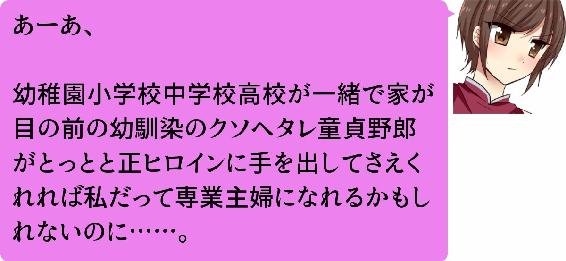 あーあ、
幼稚園小学校中学校高校が一緒で家が
目の前の幼馴染のクソヘタレ童貞野郎
がとっとと正ヒロインに手を出してさえく
れれば私だって専業主婦になれるかもし
れないのに……。